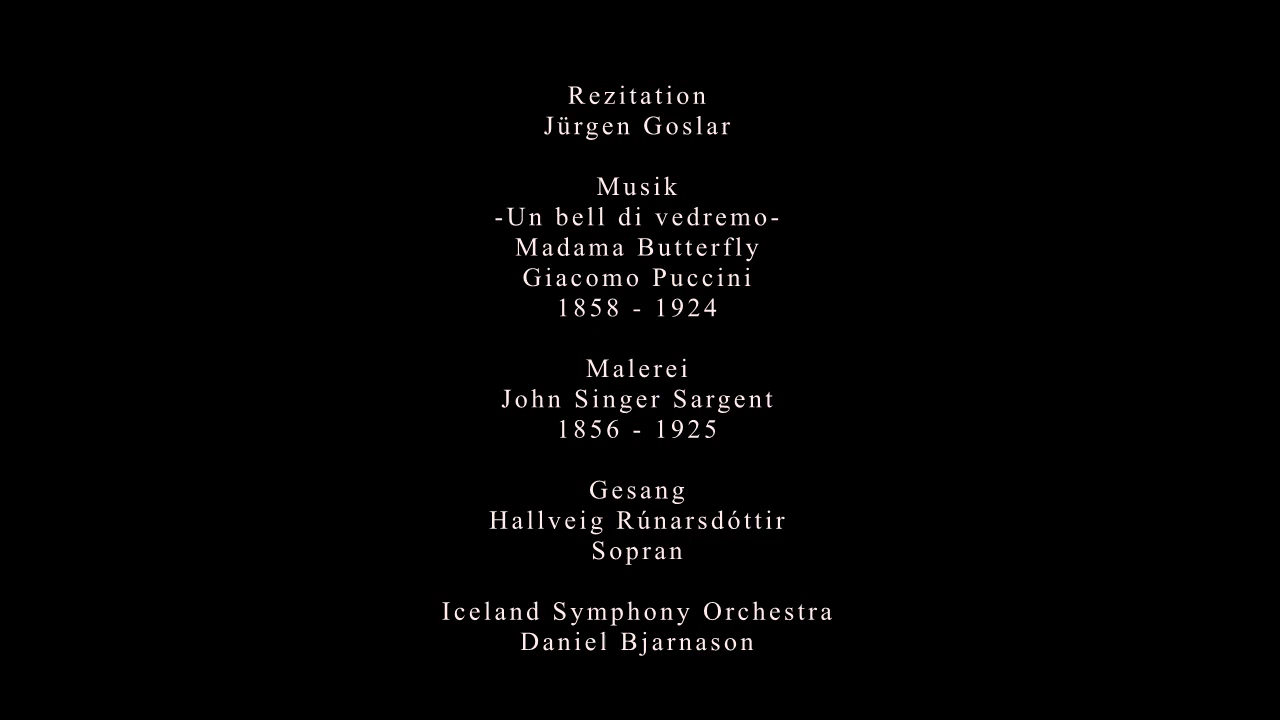 Rezitation
Jürgen Goslar
Musik
-Un bell di vedremo-
Madama Butterfly
Giacomo Puccini
1858 - 1924
Malerei
John Singer Sargent
1856 - 1925
Gesang
Hallveig Rúnarsdóttir
Sopran
Iceland Symphony Orchestra
Daniel Bjarnason